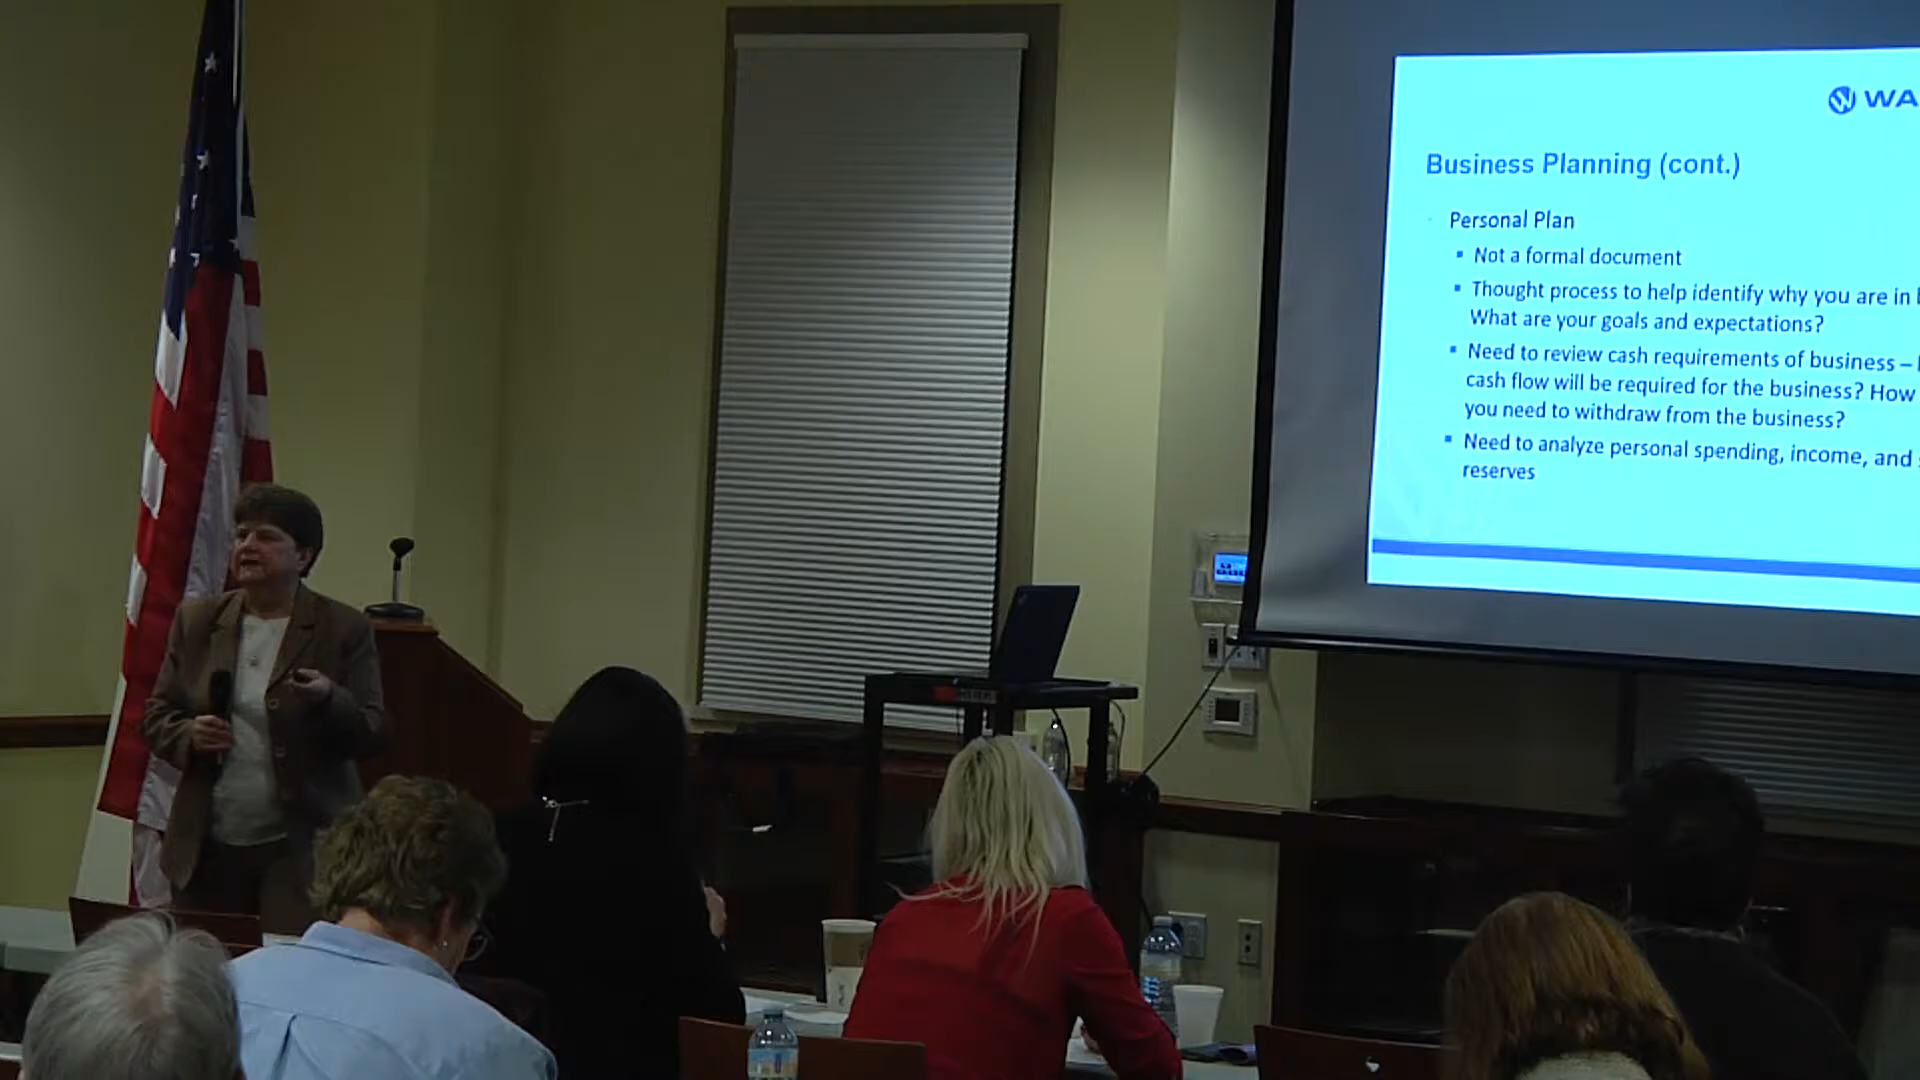 WA
Business Planning (cont.)
Personal Plan
Not a formal document
Thought process to help identify why you are in
What are your goals and expectations?
Need to review cash requirements of business –
cash flow will be required for the business? How
you need to withdraw from the business?
Need to analyze personal spending, income, and
reserves